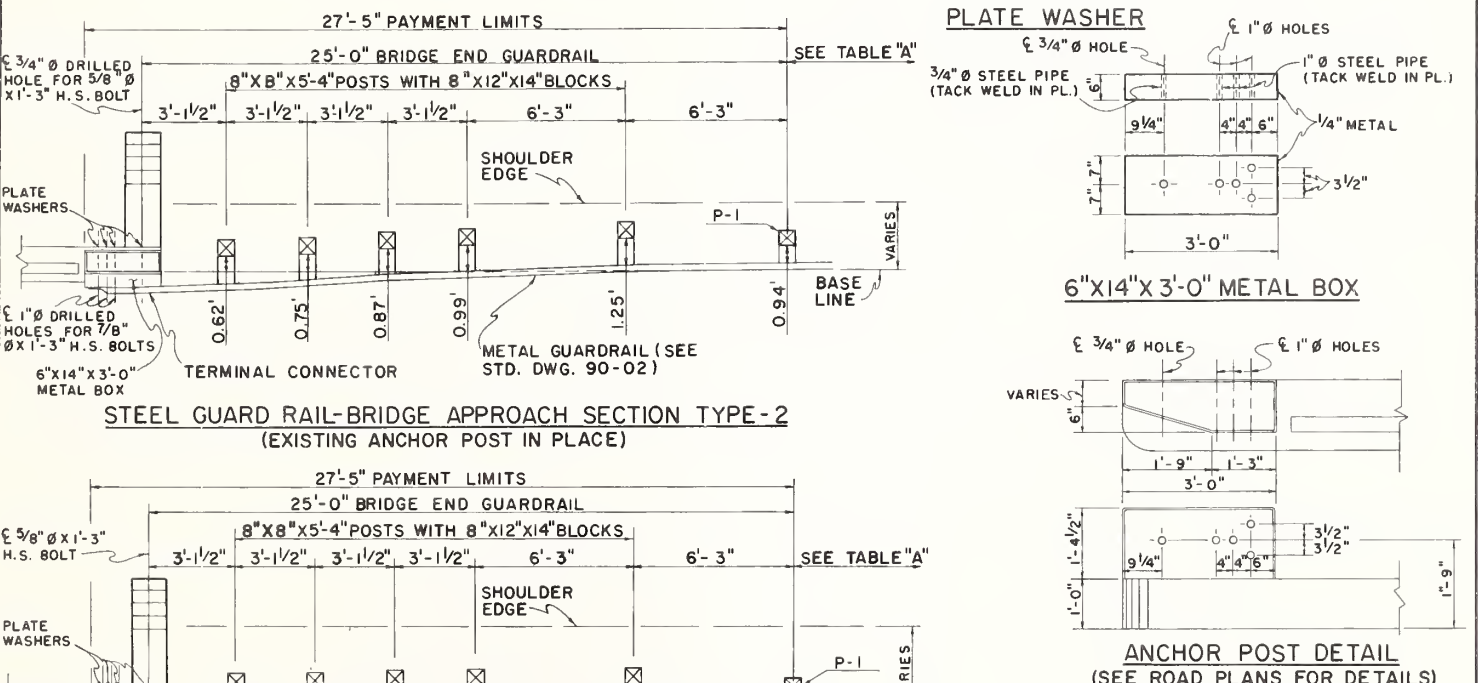 27'-5" PAYMENT LIMITS
25'-0" BRIDGE END GUARDRAIL
SEE TABLE "A"
8"X8"X5'-4" POSTS WITH 8"X12"X14" BLOCKS
℄ 3/4" Ø DRILLED
HOLE FOR 5/8" Ø
X1'-3" H.S. BOLT
3'-1 1/2" 3'-1 1/2" 3'-1 1/2" 3'-1 1/2" 6'-3" 6'-3"
SHOULDER
EDGE
PLATE
WASHERS
P-1
VARIES
BASE
LINE
0.62' 0.75' 0.87' 0.99' 1.25' 0.94'
℄ 1" Ø DRILLED
HOLES FOR 7/8"
Ø X 1'-3" H.S. BOLTS
6"X14"X3'-0"
METAL BOX
TERMINAL CONNECTOR
METAL GUARDRAIL (SEE
STD. DWG. 90-02)
STEEL GUARD RAIL-BRIDGE APPROACH SECTION TYPE-2
(EXISTING ANCHOR POST IN PLACE)
27'-5" PAYMENT LIMITS
25'-0" BRIDGE END GUARDRAIL
8"X8"X5'-4" POSTS WITH 8"X12"X14" BLOCKS
℄ 5/8" Ø X 1'-3"
H.S. BOLT
3'-1 1/2" 3'-1 1/2" 3'-1 1/2" 3'-1 1/2" 6'-3" 6'-3"
SEE TABLE "A"
SHOULDER
EDGE
PLATE
WASHERS
P-1
PLATE WASHER
℄ 3/4" Ø HOLE
℄ 1" Ø HOLES
3/4" Ø STEEL PIPE
(TACK WELD IN PL.)
1" Ø STEEL PIPE
(TACK WELD IN PL.)
6"
9 1/4" 4" 4" 6"
1/4" METAL
7" 7"
3 1/2"
3'-0"
6"X14"X3'-0" METAL BOX
℄ 3/4" Ø HOLE
℄ 1" Ø HOLES
VARIES
6"
1'-9" 1'-3"
3'-0"
1'-4 1/2"
3 1/2"
3 1/2"
9 1/4" 4" 4" 6"
1'-0"
1'-9"
ANCHOR POST DETAIL
(SEE ROAD PLANS FOR DETAILS)